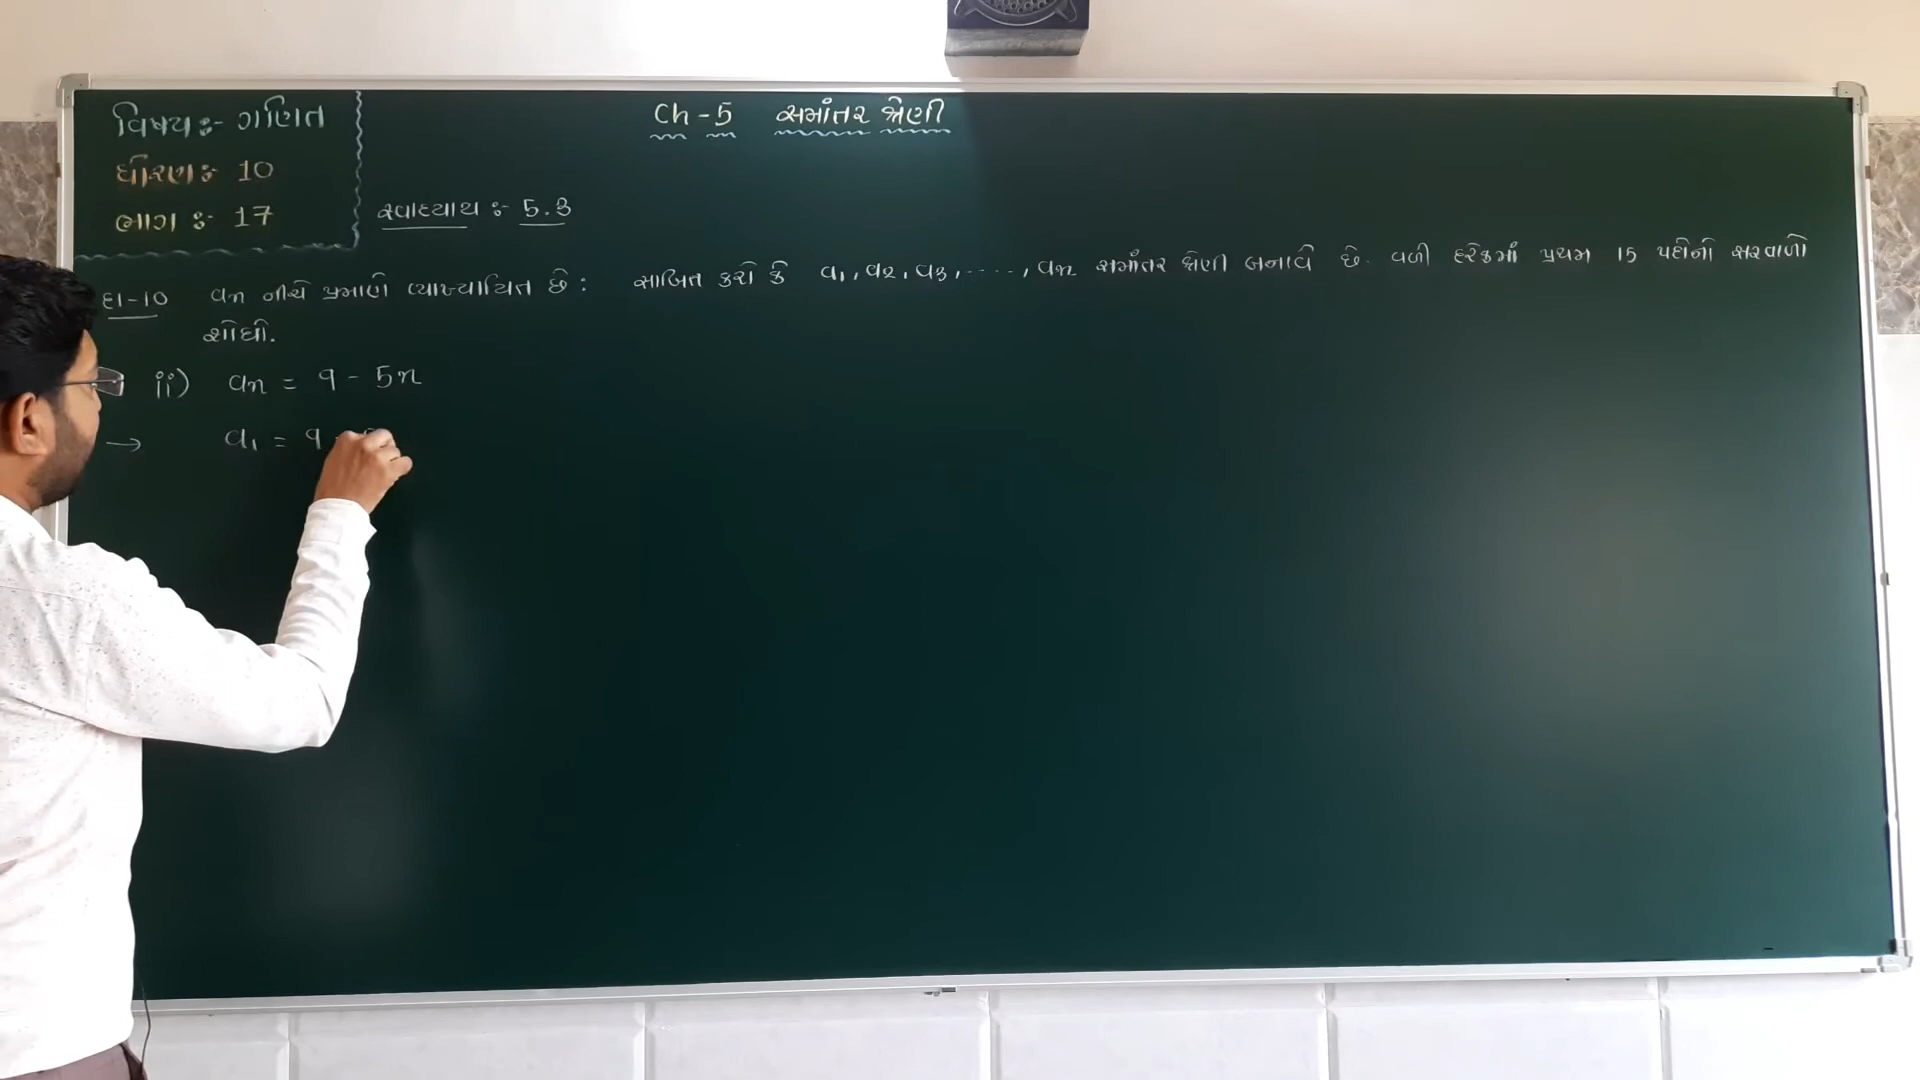 વિષય :- ગણિત
ધોરણ :- 10
ભાગ :- 17
Ch - 5 સમાંતર શ્રેણી
સ્વાધ્યાય :- 5.3
દા-10 an નીચે પ્રમાણે વ્યાખ્યાયિત છે : સાબિત કરો કે a1, a2, a3, ....., an સમાંતર શ્રેણી બનાવે છે. વળી દરેકમાં પ્રથમ 15 પદોનો સરવાળો
શોધો.
ii) an = 9 - 5n
→ a1 = 9